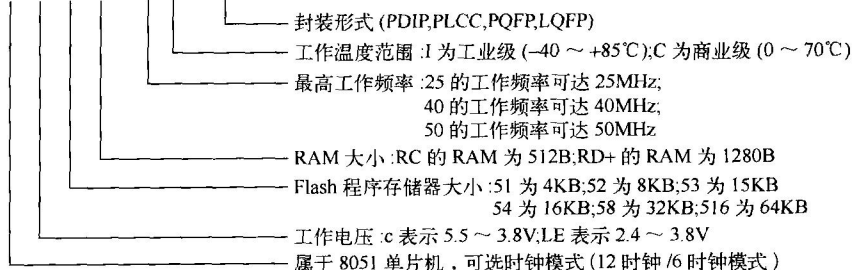 封装形式 (PDIP,PLCC,PQFP,LQFP)
工作温度范围 :I 为工业级 (–40 ～ +85℃);C 为商业级 (0 ～ 70℃)
最高工作频率 :25 的工作频率可达 25MHz;
40 的工作频率可达 40MHz;
50 的工作频率可达 50MHz
RAM 大小 :RC 的 RAM 为 512B;RD+ 的 RAM 为 1280B
Flash 程序存储器大小 :51 为 4KB;52 为 8KB;53 为 15KB
54 为 16KB;58 为 32KB;516 为 64KB
工作电压 :c 表示 5.5 ～ 3.8V;LE 表示 2.4 ～ 3.8V
属于 8051 单片机，可选时钟模式 (12 时钟 /6 时钟模式 )